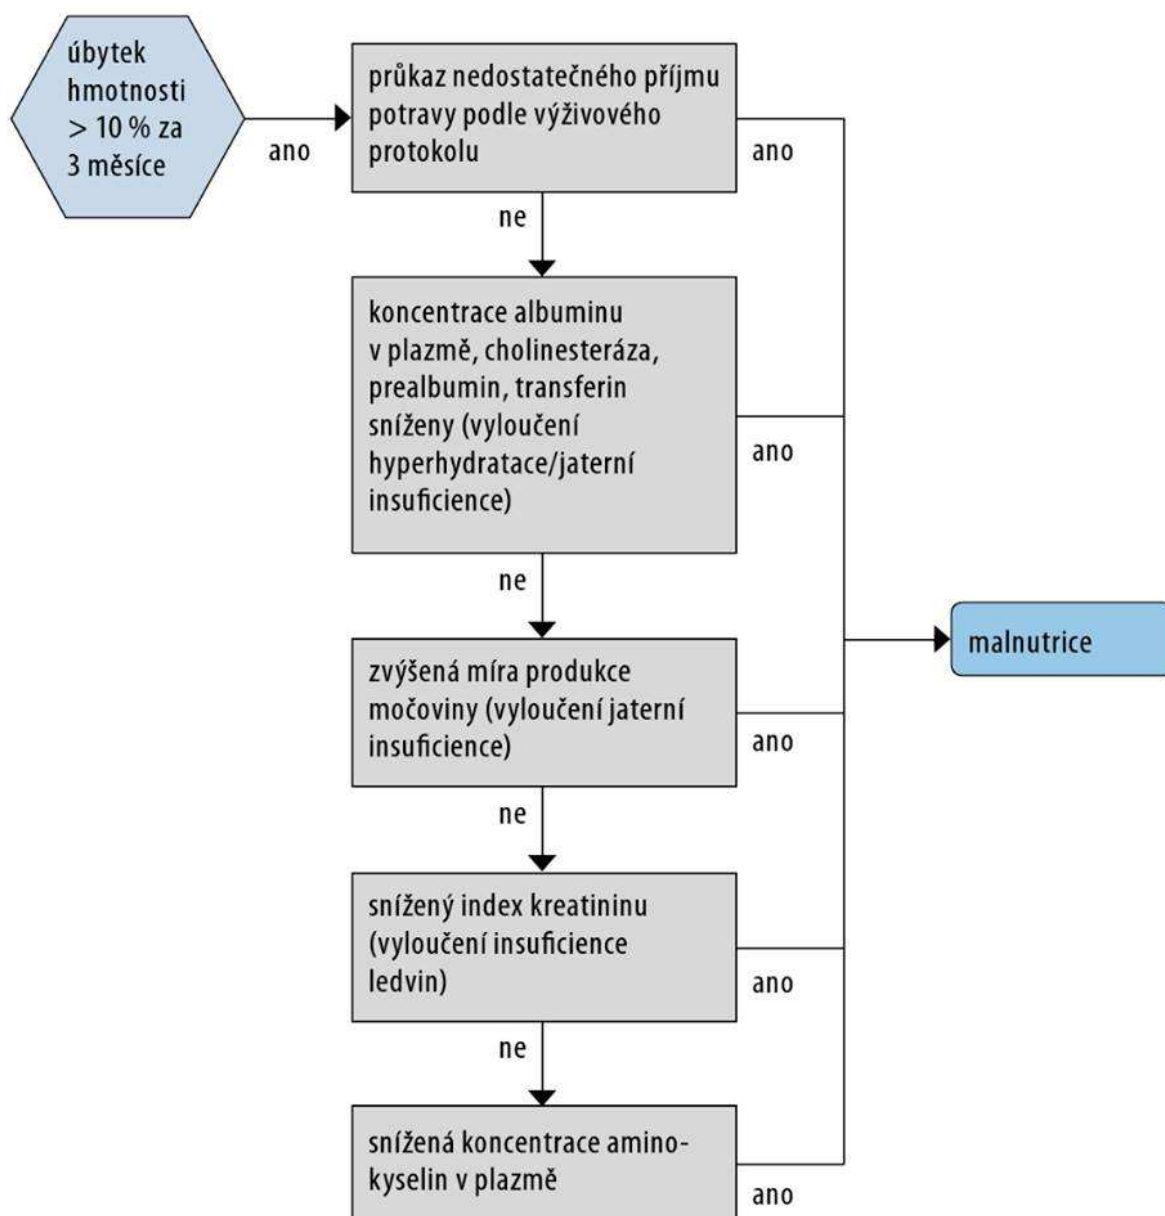 úbytek
hmotnosti
> 10 % za
3 měsíce
ano
průkaz nedostatečného příjmu
potravy podle výživového
protokolu
ano
ne
koncentrace albuminu
v plazmě, cholinesteráza,
prealbumin, transferin
sníženy (vyloučení
hyperhydratace/jaterní
insuficience)
ano
ne
malnutrice
zvýšená míra produkce
močoviny (vyloučení jaterní
insuficience)
ano
ne
snížený index kreatininu
(vyloučení insuficience
ledvin)
ano
ne
snížená koncentrace amino-
kyselin v plazmě
ano